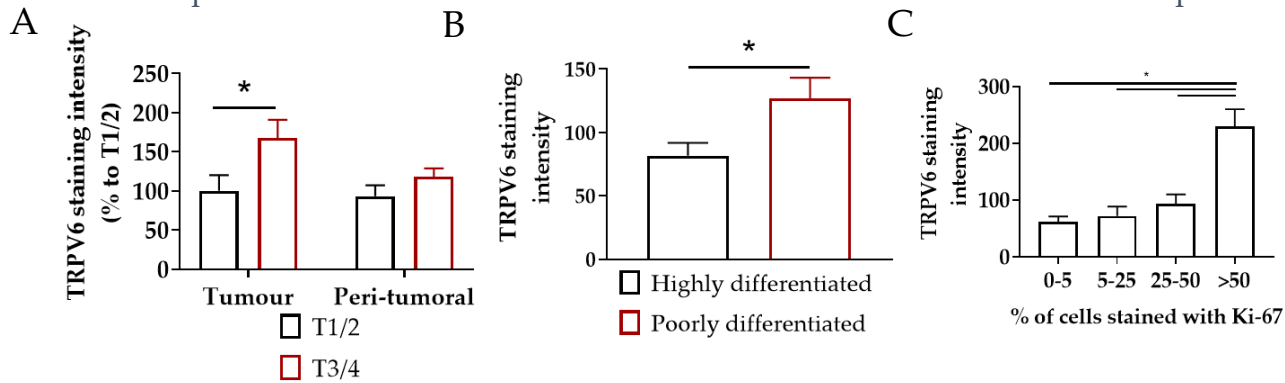 A
TRPV6 staining intensity
(% to T1/2)
250
200
150
100
50
0
*
Tumour
Peri-tumoral
T1/2
T3/4
B
TRPV6 staining
intensity
150
100
50
0
*
Highly differentiated
Poorly differentiated
C
TRPV6 staining
intensity
300
200
100
0
*
0-5
5-25
25-50
>50
% of cells stained with Ki-67